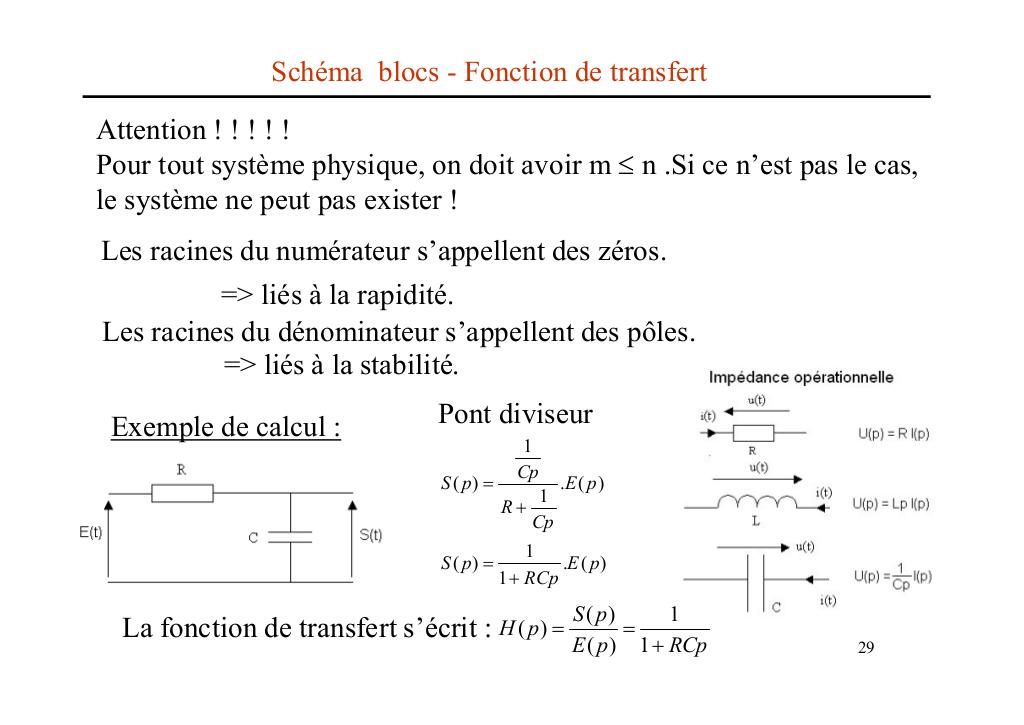 Schéma blocs - Fonction de transfert
Attention ! ! ! ! !
Pour tout système physique, on doit avoir m ≤ n .Si ce n’est pas le cas,
le système ne peut pas exister !
Les racines du numérateur s’appellent des zéros.
=> liés à la rapidité.
Les racines du dénominateur s’appellent des pôles.
=> liés à la stabilité.
Exemple de calcul :
R
E(t)
C
S(t)
Pont diviseur
S(p) = \frac{\frac{1}{Cp}}{R + \frac{1}{Cp}}.E(p)
S(p) = \frac{1}{1 + RCp}.E(p)
Impédance opérationnelle
u(t)
i(t)
R
U(p) = R I(p)
u(t)
i(t)
L
U(p) = Lp I(p)
u(t)
i(t)
C
U(p) = \frac{1}{Cp}I(p)
La fonction de transfert s’écrit : H(p) = \frac{S(p)}{E(p)} = \frac{1}{1 + RCp}
29